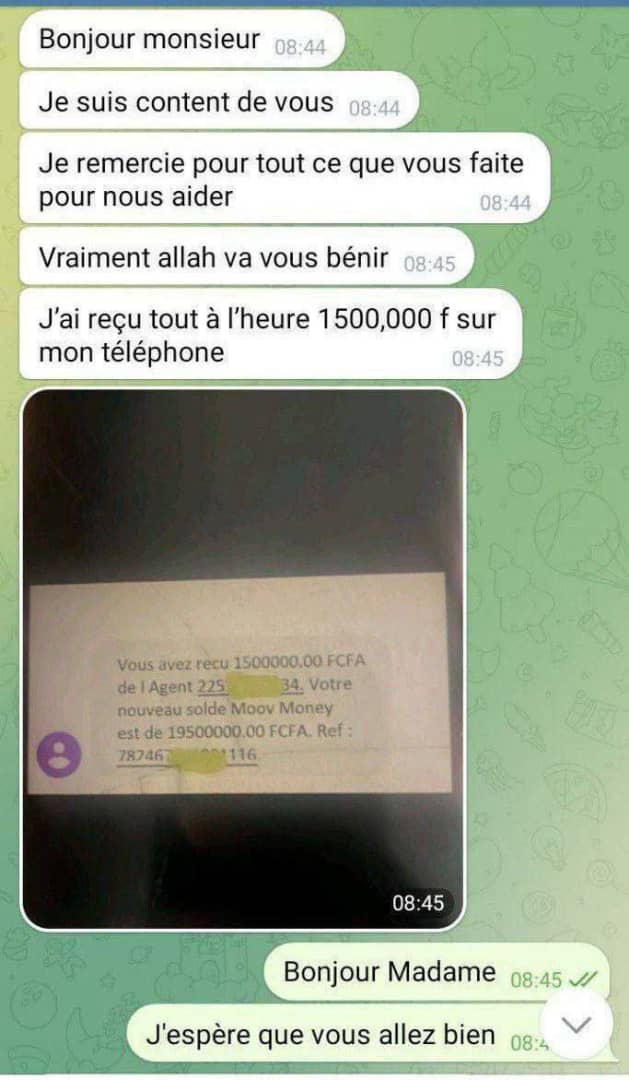 Bonjour monsieur 08:44
Je suis content de vous 08:44
Je remercie pour tout ce que vous faite
pour nous aider 08:44
Vraiment allah va vous bénir 08:45
J'ai reçu tout à l'heure 1500,000 f sur
mon téléphone 08:45
Vous avez recu 1500000.00 FCFA
de l Agent 225 34. Votre
nouveau solde Moov Money
est de 19500000.00 FCFA. Ref :
78746 116
08:45
Bonjour Madame 08:45
J'espère que vous allez bien 08:4